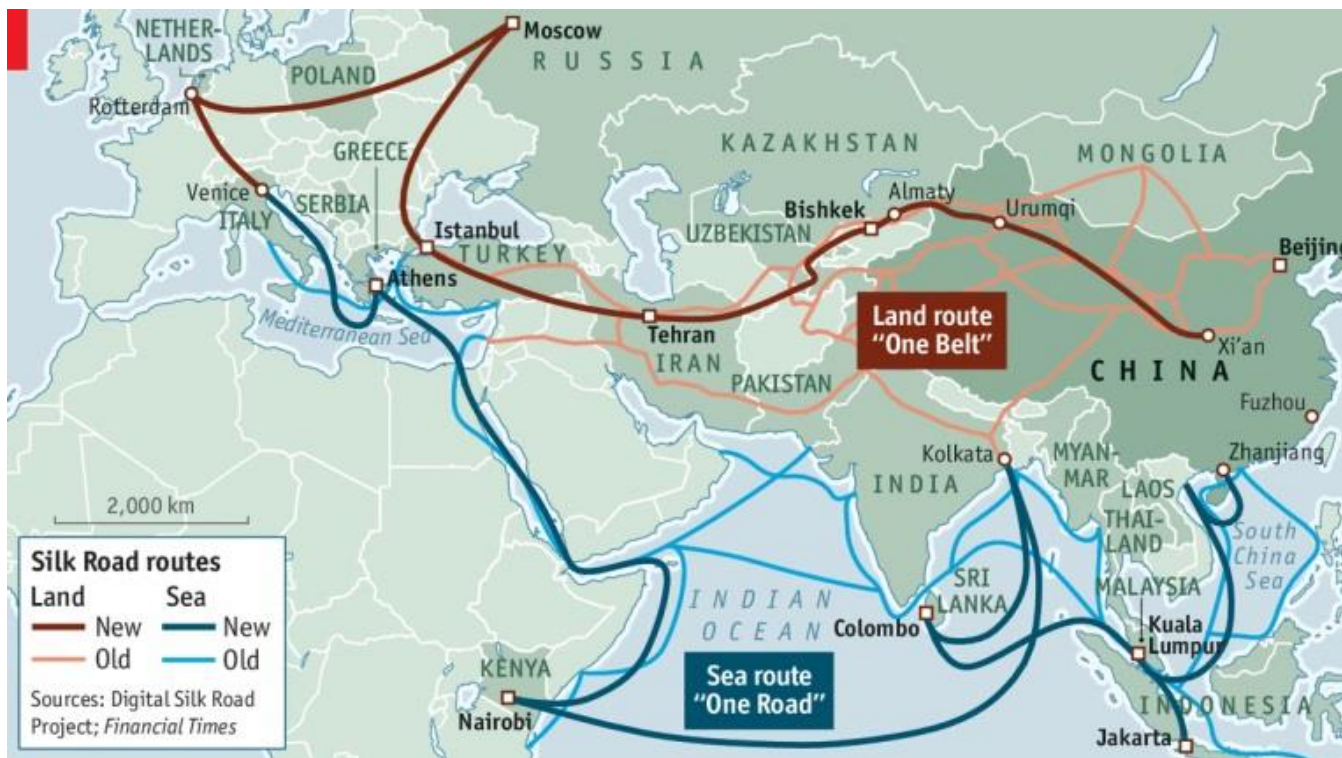 NETHER-
LANDS
Moscow
RUSSIA
POLAND
Rotterdam
KAZAKHSTAN
MONGOLIA
GREECE
Venice
ITALY
SERBIA
Almaty
Bishkek
Urumqi
Istanbul
TURKEY
UZBEKISTAN
Beijing
Athens
Mediterranean Sea
Tehran
IRAN
Land route
“One Belt”
Xi’an
CHINA
PAKISTAN
Fuzhou
Kolkata
MYAN-
MAR
Zhanjiang
INDIA
LAOS
THAI-
LAND
South
China
Sea
2,000 km
Silk Road routes
Land Sea
New New
Old Old
Sources: Digital Silk Road
Project; Financial Times
SRI
LANKA
MALAYSIA
INDIAN
OCEAN
Colombo
Kuala
Lumpur
KENYA
Nairobi
Sea route
“One Road”
INDONESIA
Jakarta